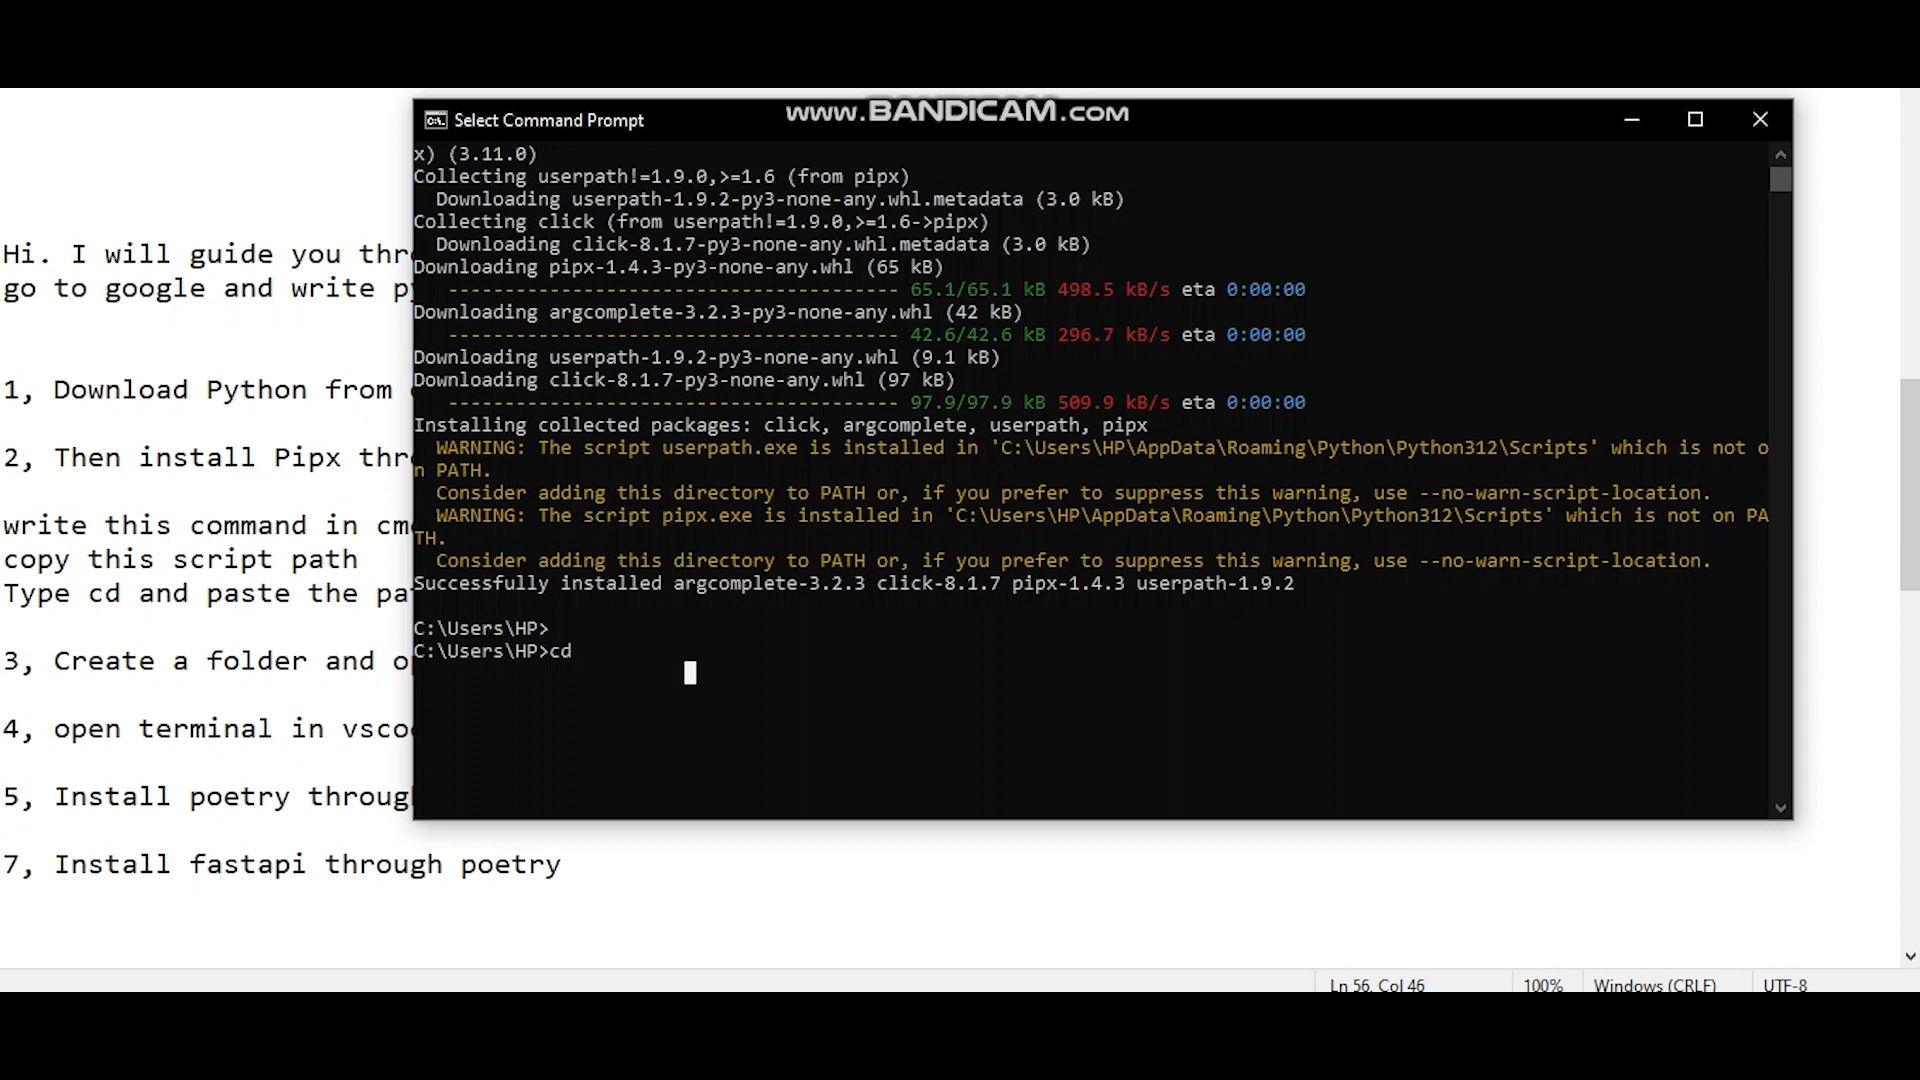 www.BANDICAM.com
Select Command Prompt
x) (3.11.0)
Collecting userpath!=1.9.0,>=1.6 (from pipx)
Downloading userpath-1.9.2-py3-none-any.whl.metadata (3.0 kB)
Collecting click (from userpath!=1.9.0,>=1.6->pipx)
Downloading click-8.1.7-py3-none-any.whl.metadata (3.0 kB)
Downloading pipx-1.4.3-py3-none-any.whl (65 kB)
---------------------------------------- 65.1/65.1 kB 498.5 kB/s eta 0:00:00
Downloading argcomplete-3.2.3-py3-none-any.whl (42 kB)
---------------------------------------- 42.6/42.6 kB 296.7 kB/s eta 0:00:00
Downloading userpath-1.9.2-py3-none-any.whl (9.1 kB)
Downloading click-8.1.7-py3-none-any.whl (97 kB)
---------------------------------------- 97.9/97.9 kB 509.9 kB/s eta 0:00:00
Installing collected packages: click, argcomplete, userpath, pipx
WARNING: The script userpath.exe is installed in 'C:\Users\HP\AppData\Roaming\Python\Python312\Scripts' which is not o
n PATH.
Consider adding this directory to PATH or, if you prefer to suppress this warning, use --no-warn-script-location.
WARNING: The script pipx.exe is installed in 'C:\Users\HP\AppData\Roaming\Python\Python312\Scripts' which is not on PA
TH.
Consider adding this directory to PATH or, if you prefer to suppress this warning, use --no-warn-script-location.
Successfully installed argcomplete-3.2.3 click-8.1.7 pipx-1.4.3 userpath-1.9.2
C:\Users\HP>
C:\Users\HP>cd
Hi. I will guide you thr
go to google and write p
1, Download Python from
2, Then install Pipx thr
write this command in cm
copy this script path
Type cd and paste the pa
3, Create a folder and o
4, open terminal in vsco
5, Install poetry throug
7, Install fastapi through poetry
Ln 56, Col 46
100%
Windows (CRLF)
UTF-8